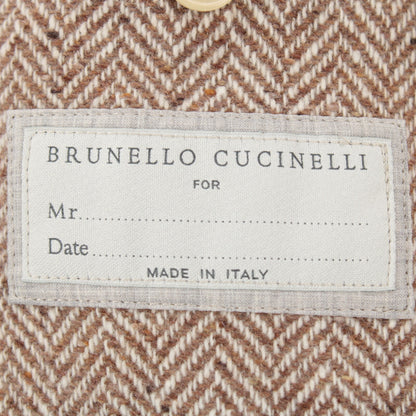 BRUNELLO CUCINELLI
FOR
Mr..............................
Date............................
MADE IN ITALY